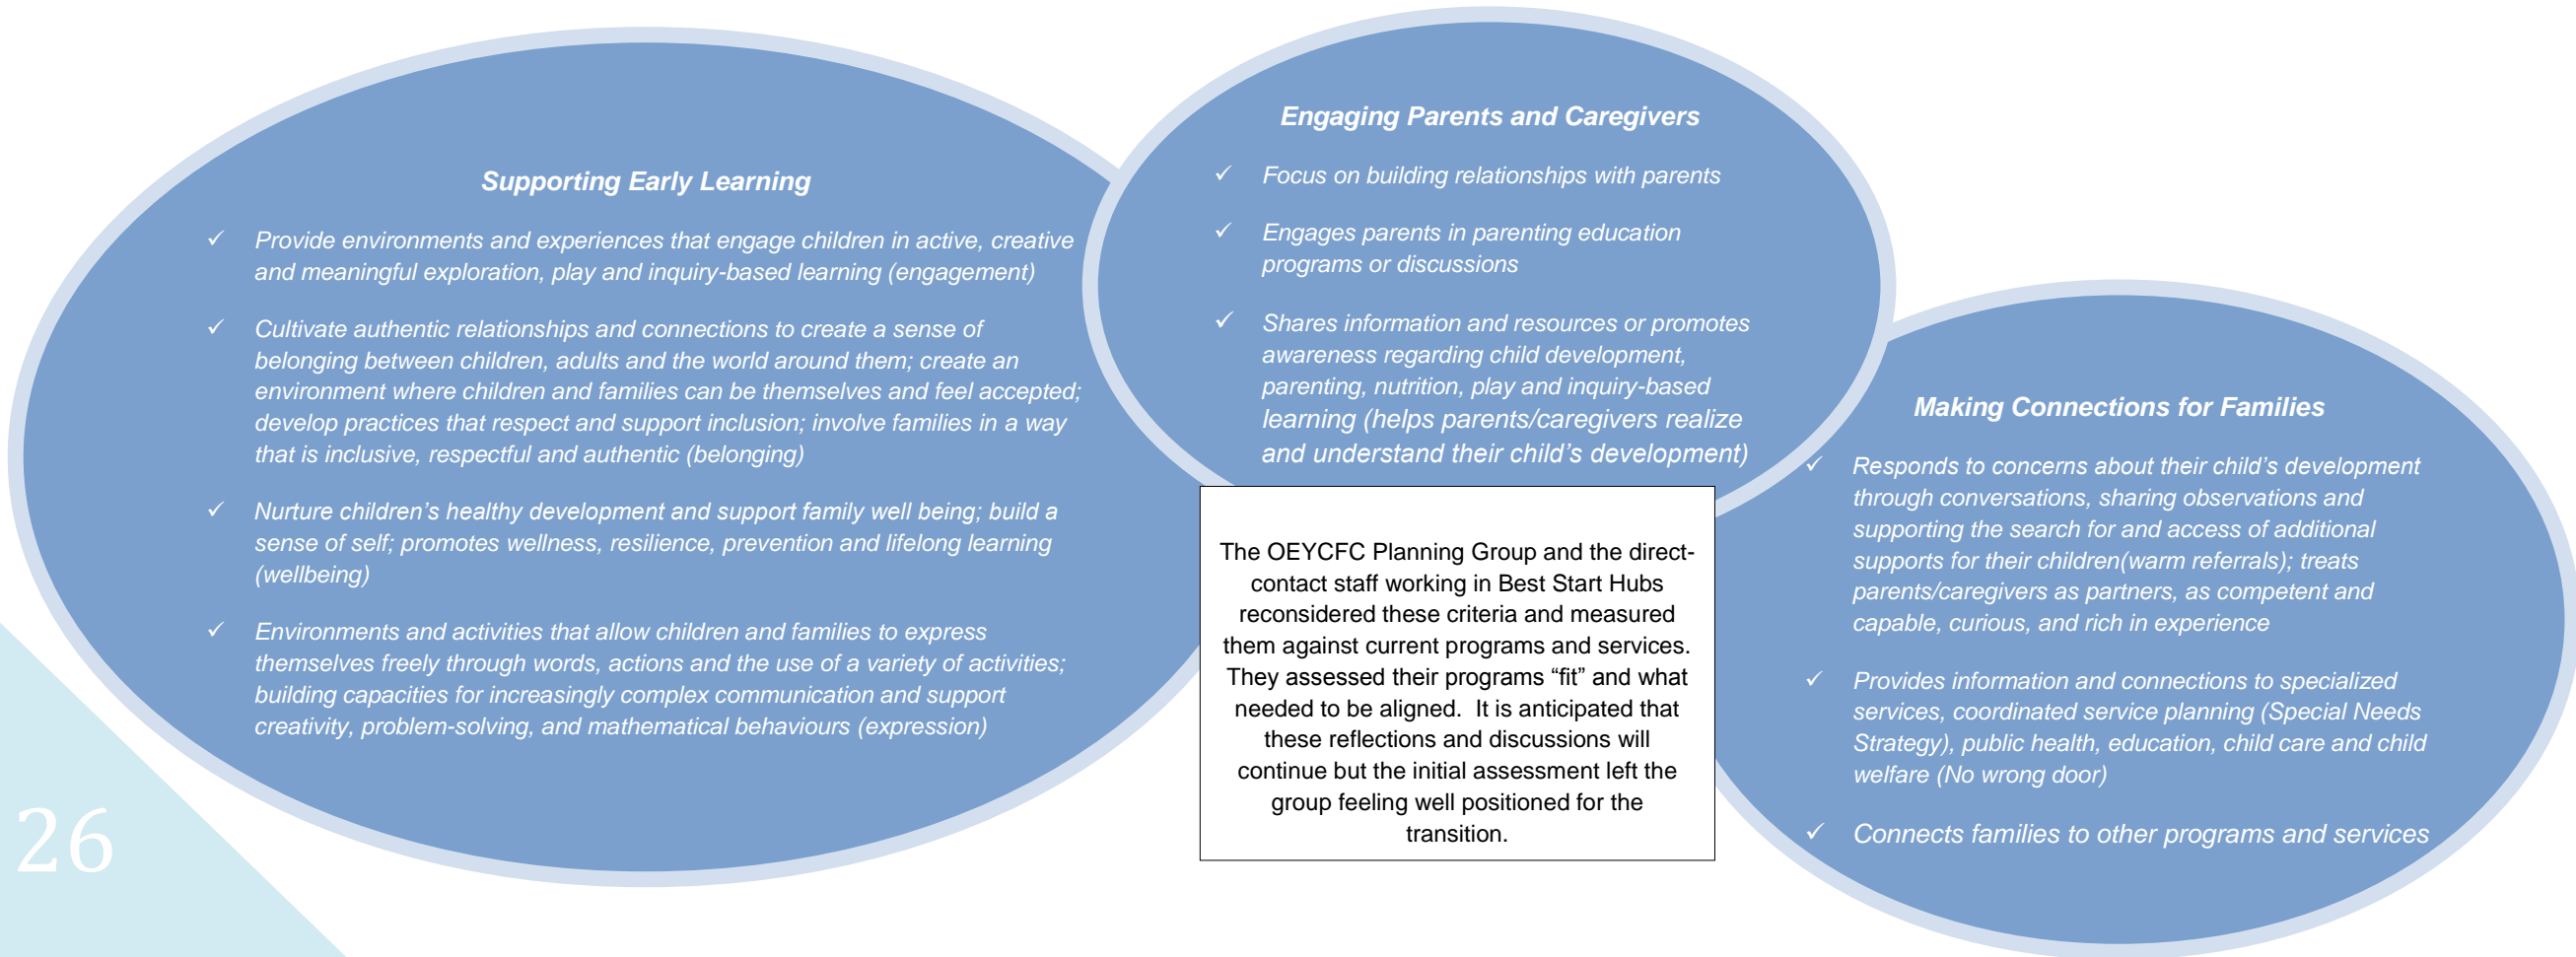 Supporting Early Learning
✓ Provide environments and experiences that engage children in active, creative
and meaningful exploration, play and inquiry-based learning (engagement)
✓ Cultivate authentic relationships and connections to create a sense of
belonging between children, adults and the world around them; create an
environment where children and families can be themselves and feel accepted;
develop practices that respect and support inclusion; involve families in a way
that is inclusive, respectful and authentic (belonging)
✓ Nurture children’s healthy development and support family well being; build a
sense of self; promotes wellness, resilience, prevention and lifelong learning
(wellbeing)
✓ Environments and activities that allow children and families to express
themselves freely through words, actions and the use of a variety of activities;
building capacities for increasingly complex communication and support
creativity, problem-solving, and mathematical behaviours (expression)
Engaging Parents and Caregivers
✓ Focus on building relationships with parents
✓ Engages parents in parenting education
programs or discussions
✓ Shares information and resources or promotes
awareness regarding child development,
parenting, nutrition, play and inquiry-based
learning (helps parents/caregivers realize
and understand their child’s development)
The OEYCFC Planning Group and the direct-
contact staff working in Best Start Hubs
reconsidered these criteria and measured
them against current programs and services.
They assessed their programs “fit” and what
needed to be aligned.  It is anticipated that
these reflections and discussions will
continue but the initial assessment left the
group feeling well positioned for the
transition.
Making Connections for Families
✓ Responds to concerns about their child’s development
through conversations, sharing observations and
supporting the search for and access of additional
supports for their children(warm referrals); treats
parents/caregivers as partners, as competent and
capable, curious, and rich in experience
✓ Provides information and connections to specialized
services, coordinated service planning (Special Needs
Strategy), public health, education, child care and child
welfare (No wrong door)
✓ Connects families to other programs and services
26